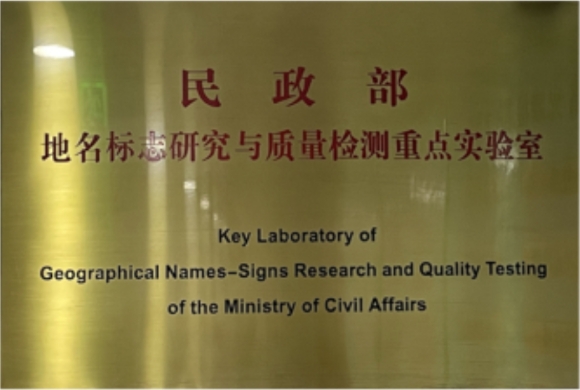 民政部
地名标志研究与质量检测重点实验室
Key Laboratory of
Geographical Names-Signs Research and Quality Testing
of the Ministry of Civil Affairs